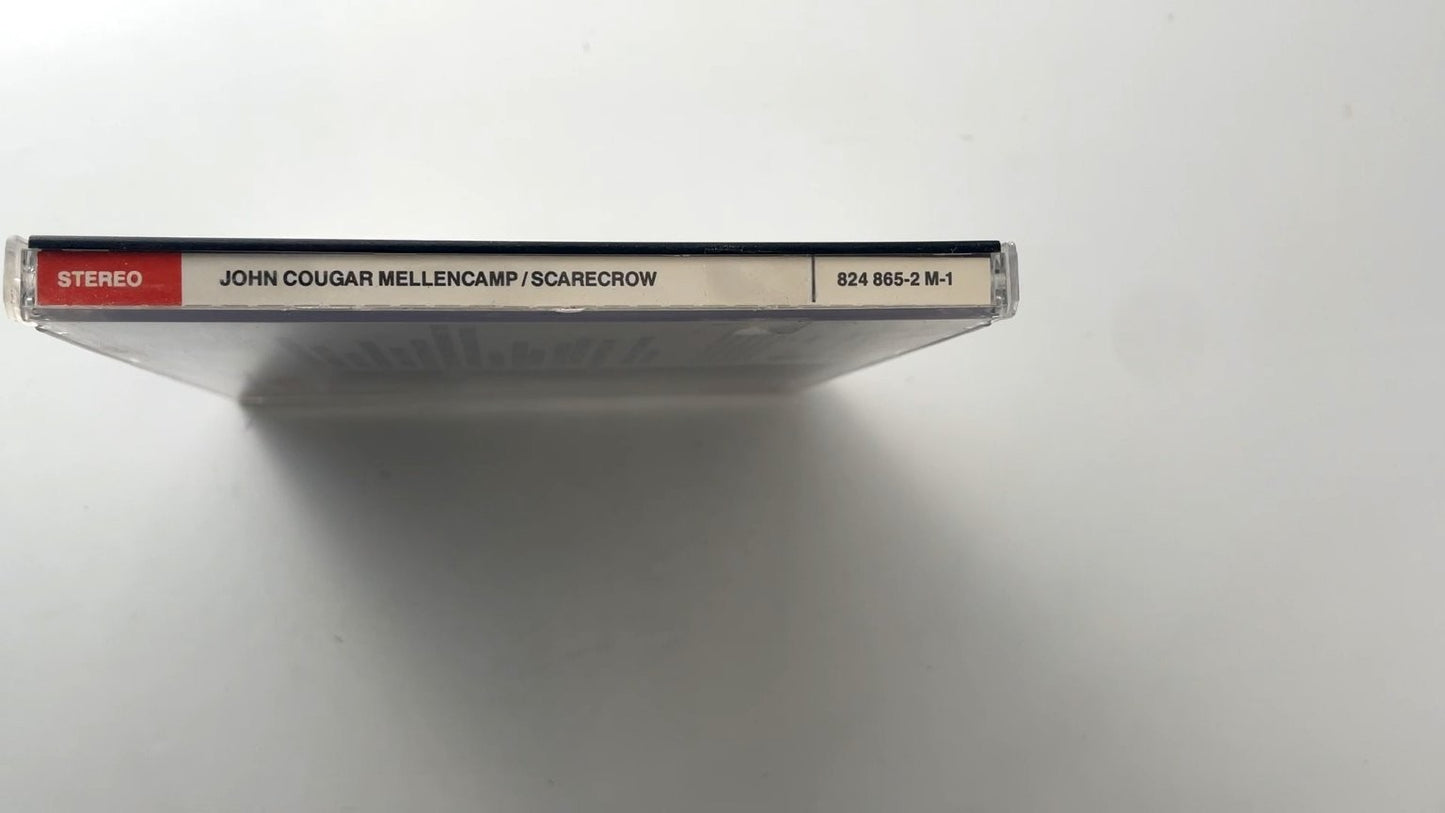 STEREO JOHN COUGAR MELLENCAMP/SCARECROW 824 865-2 M-1